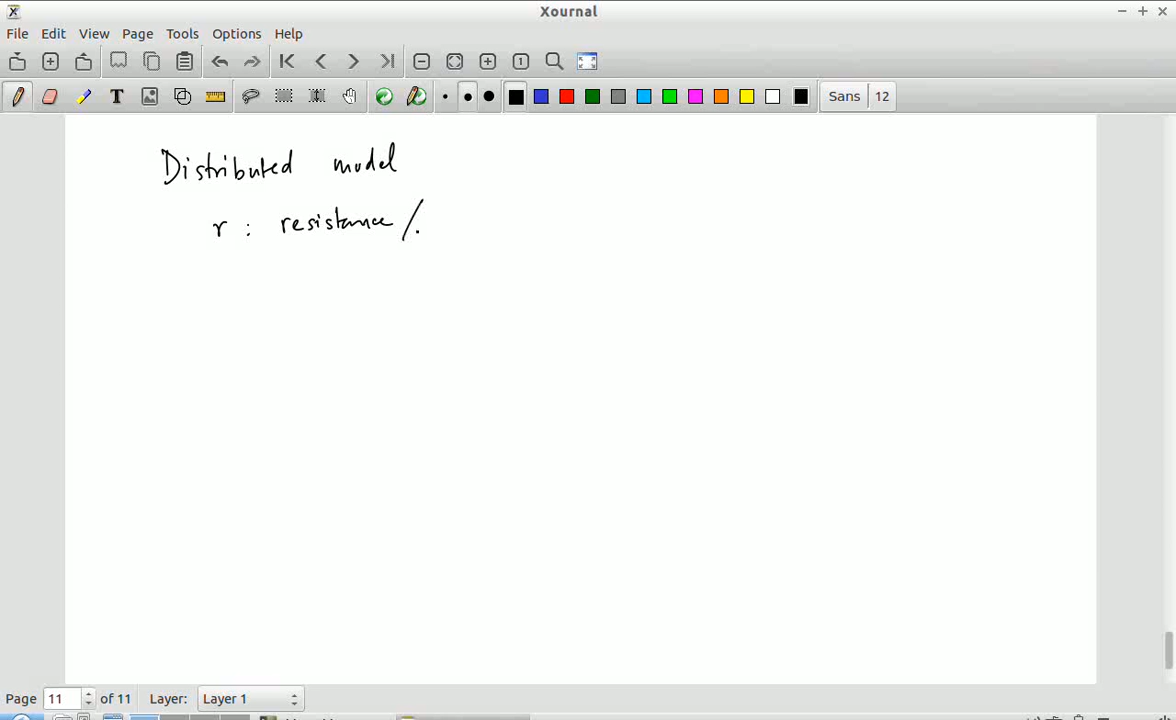 Xournal
File Edit View Page Tools Options Help
Sans 12
Distributed model
r : resistance /.
Page 11 of 11 Layer: Layer 1